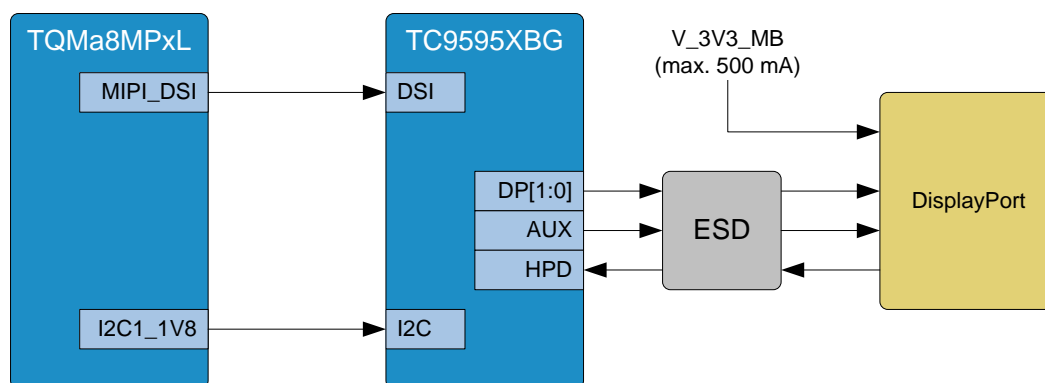 TQMa8MPxL
TC9595XBG
V_3V3_MB
(max. 500 mA)
MIPI_DSI
DSI
DP[1:0]
AUX
HPD
ESD
DisplayPort
I2C1_1V8
I2C